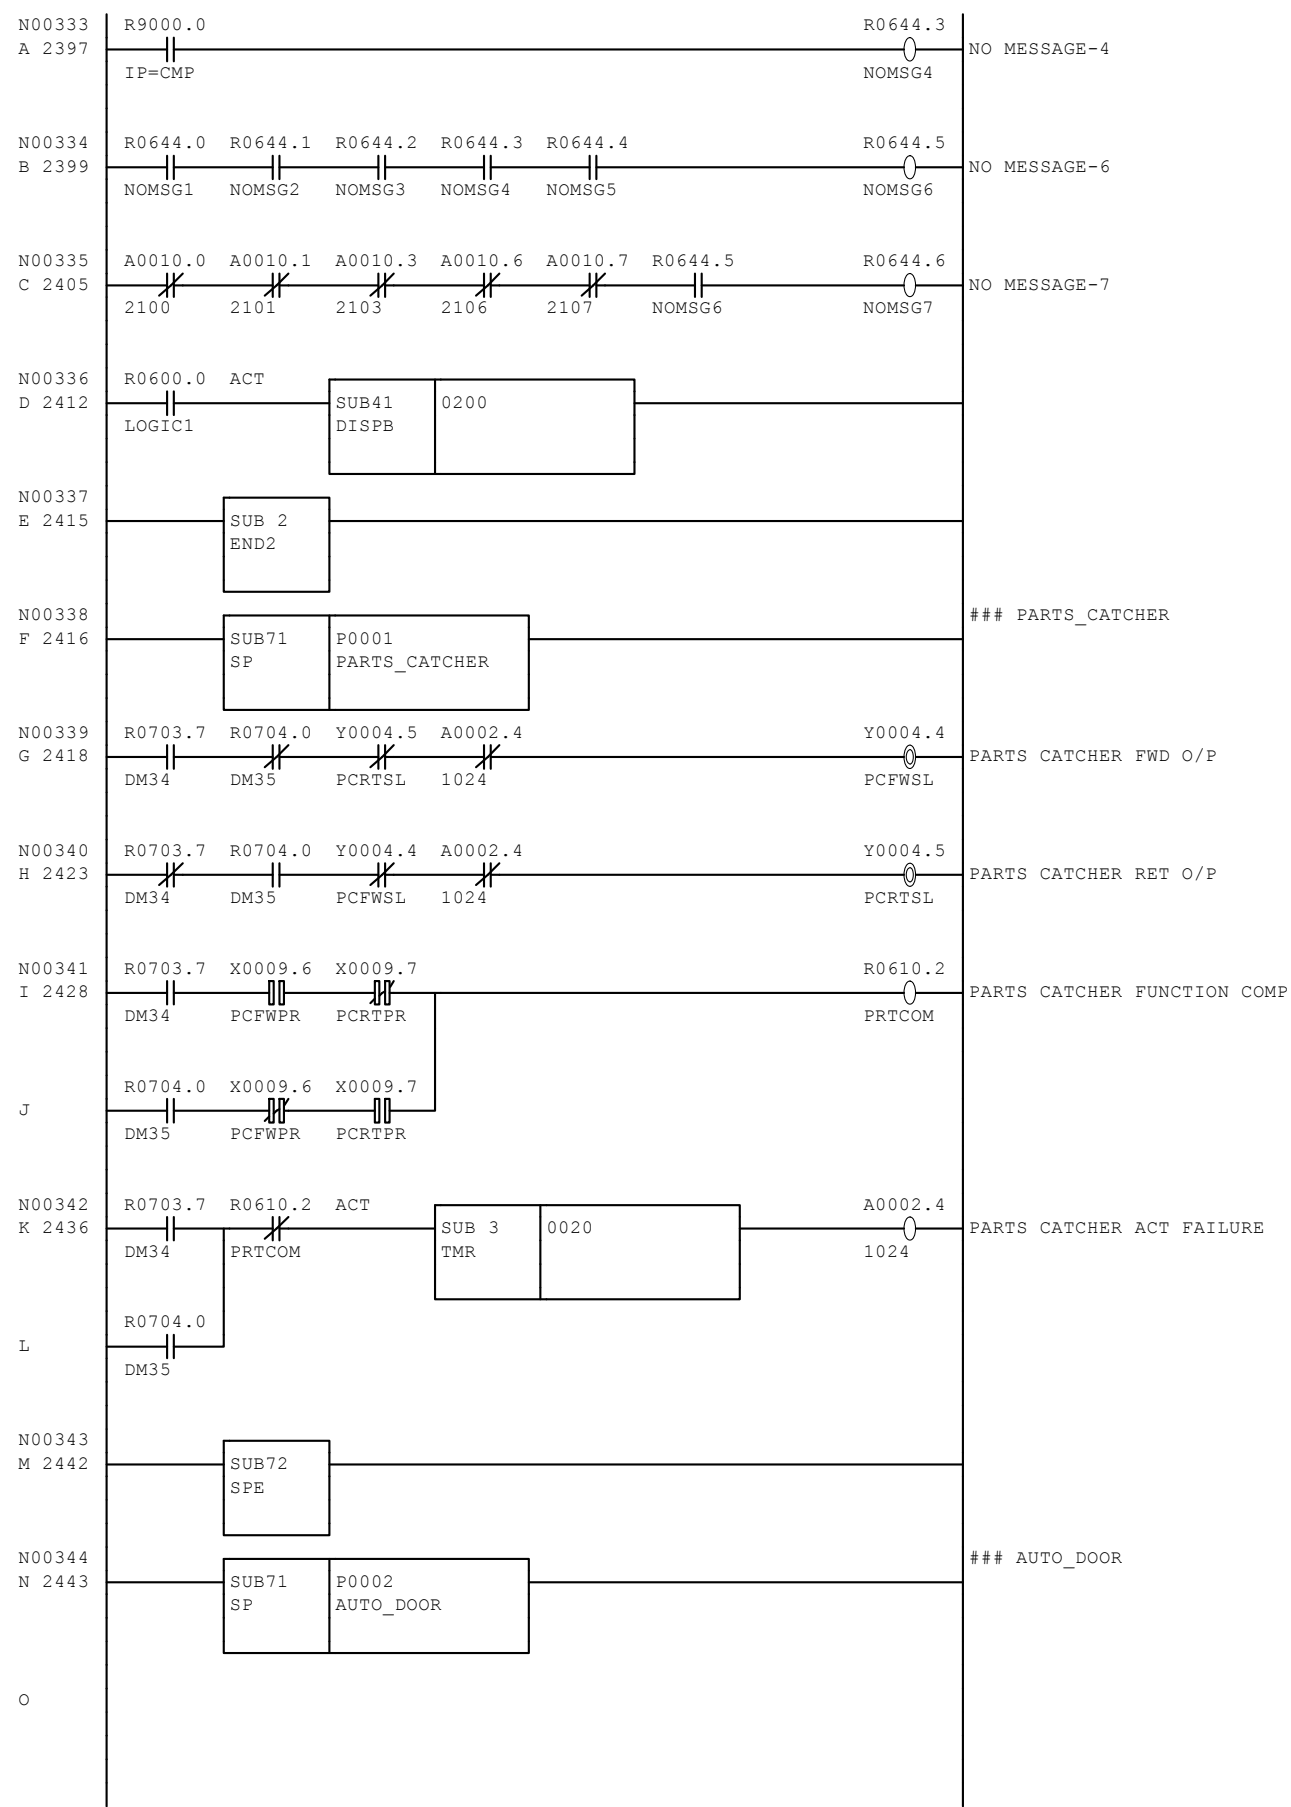 N00333 R9000.0 R0644.3
A 2397 NO MESSAGE-4
IP=CMP NOMSG4
N00334 R0644.0 R0644.1 R0644.2 R0644.3 R0644.4 R0644.5
B 2399 NO MESSAGE-6
NOMSG1 NOMSG2 NOMSG3 NOMSG4 NOMSG5 NOMSG6
N00335 A0010.0 A0010.1 A0010.3 A0010.6 A0010.7 R0644.5 R0644.6
C 2405 NO MESSAGE-7
2100 2101 2103 2106 2107 NOMSG6 NOMSG7
N00336 R0600.0 ACT
D 2412 SUB41 0200
LOGIC1 DISPB
N00337
E 2415 SUB 2
END2
N00338 ### PARTS_CATCHER
F 2416 SUB71 P0001
SP PARTS_CATCHER
N00339 R0703.7 R0704.0 Y0004.5 A0002.4 Y0004.4
G 2418 PARTS CATCHER FWD O/P
DM34 DM35 PCRTSL 1024 PCFWSL
N00340 R0703.7 R0704.0 Y0004.4 A0002.4 Y0004.5
H 2423 PARTS CATCHER RET O/P
DM34 DM35 PCFWSL 1024 PCRTSL
N00341 R0703.7 X0009.6 X0009.7 R0610.2
I 2428 PARTS CATCHER FUNCTION COMP
DM34 PCFWPR PCRTPR PRTCOM
R0704.0 X0009.6 X0009.7
J
DM35 PCFWPR PCRTPR
N00342 R0703.7 R0610.2 ACT A0002.4
K 2436 SUB 3 0020 PARTS CATCHER ACT FAILURE
DM34 PRTCOM TMR 1024
R0704.0
L
DM35
N00343
M 2442 SUB72
SPE
N00344 ### AUTO_DOOR
N 2443 SUB71 P0002
SP AUTO_DOOR
O